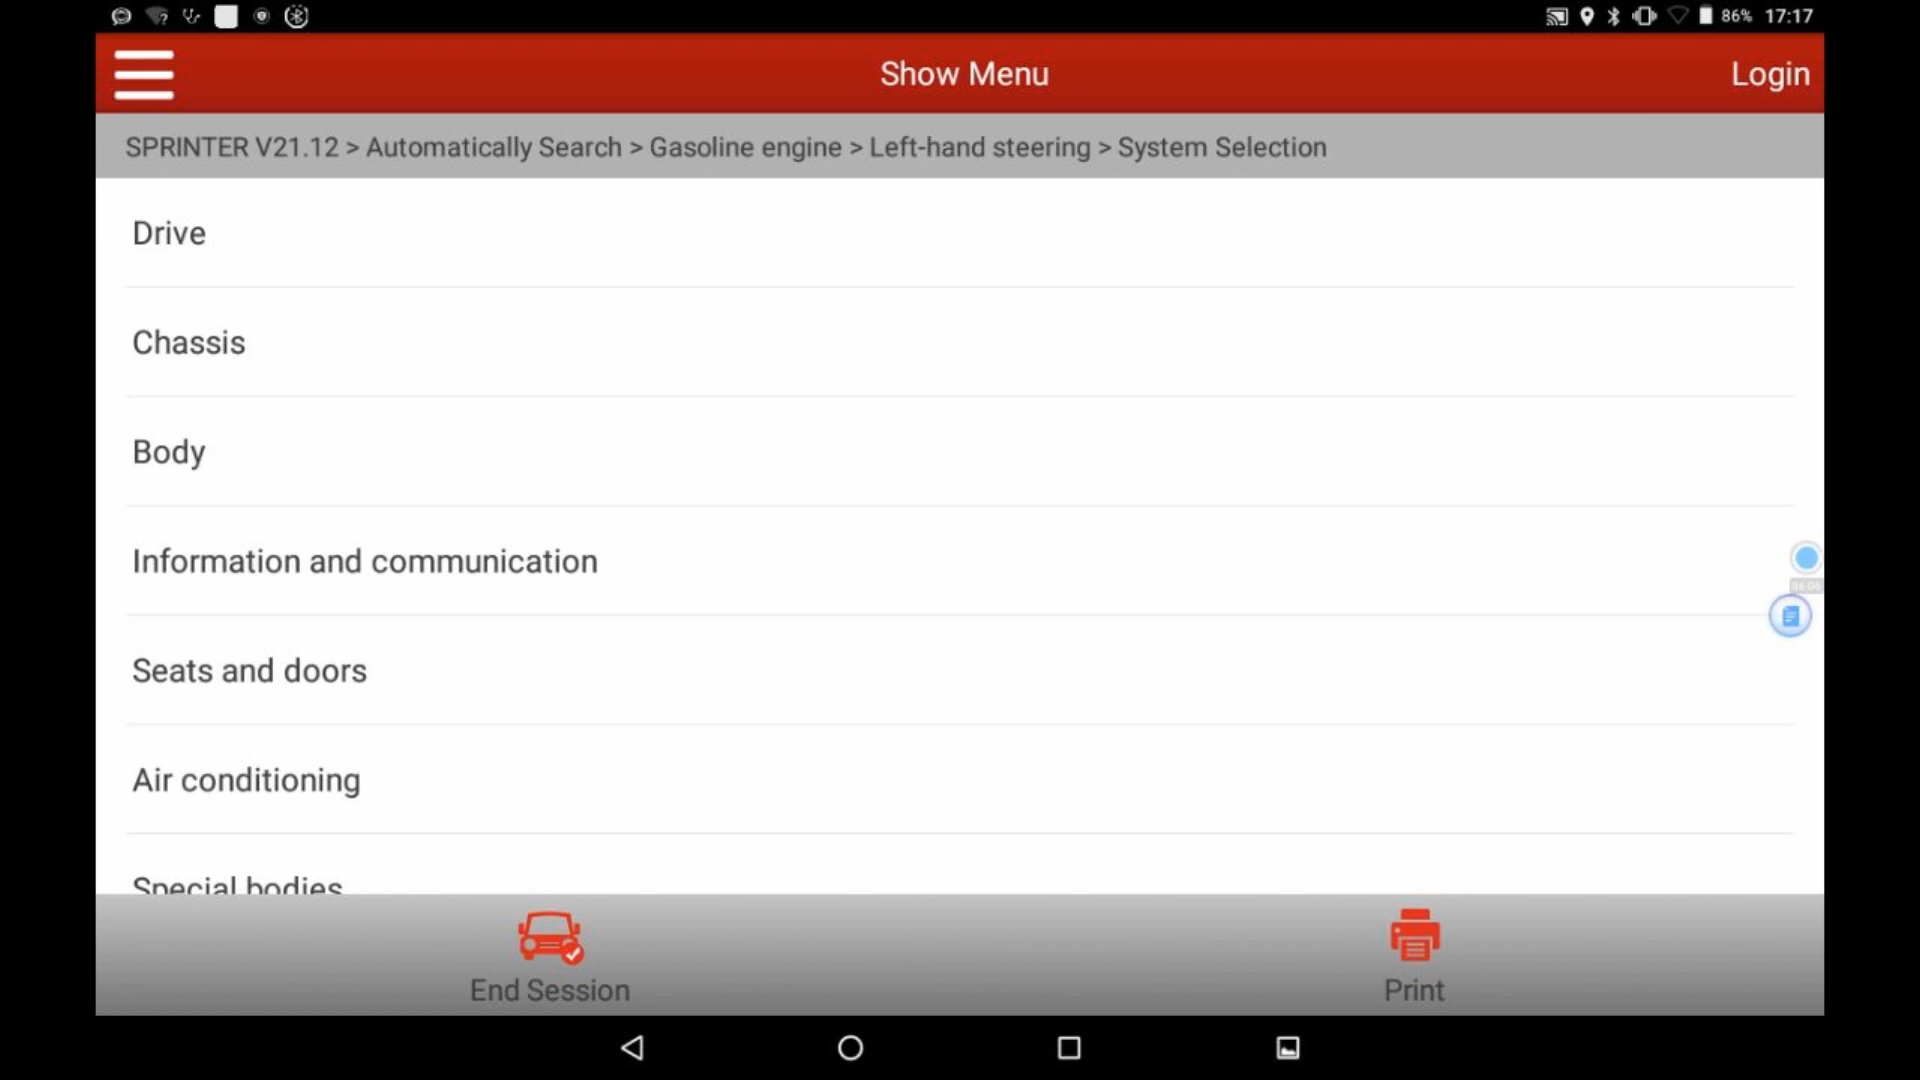 86% 17:17
Show Menu
Login
SPRINTER V21.12 > Automatically Search > Gasoline engine > Left-hand steering > System Selection
Drive
Chassis
Body
Information and communication
Seats and doors
Air conditioning
Special bodies
End Session
Print